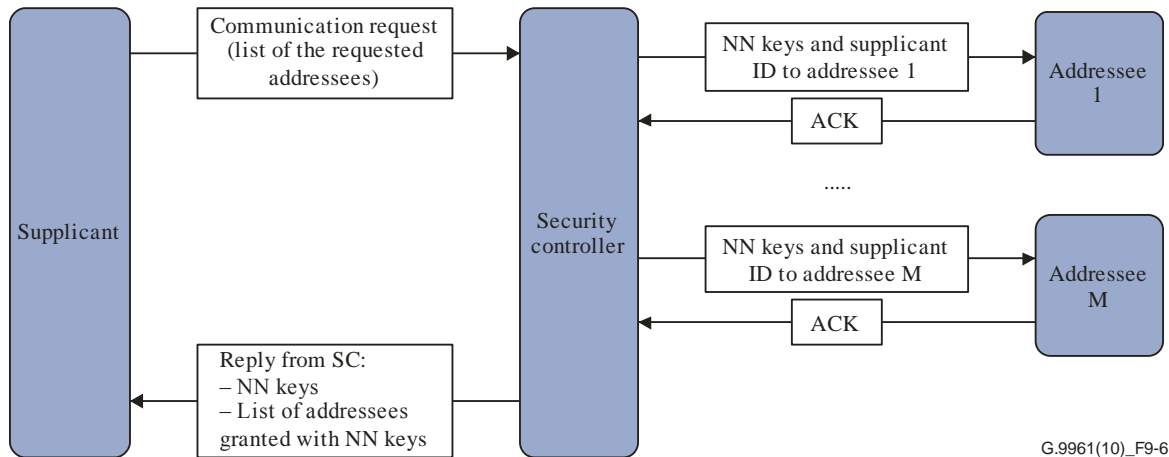 Communication request
(list of the requested
addressees)
NN keys and supplicant
ID to addressee 1
Addressee
1
ACK
.....
Supplicant
Security
controller
NN keys and supplicant
ID to addressee M
Addressee
M
ACK
Reply from SC:
– NN keys
– List of addressees
granted with NN keys
G.9961(10)_F9-6